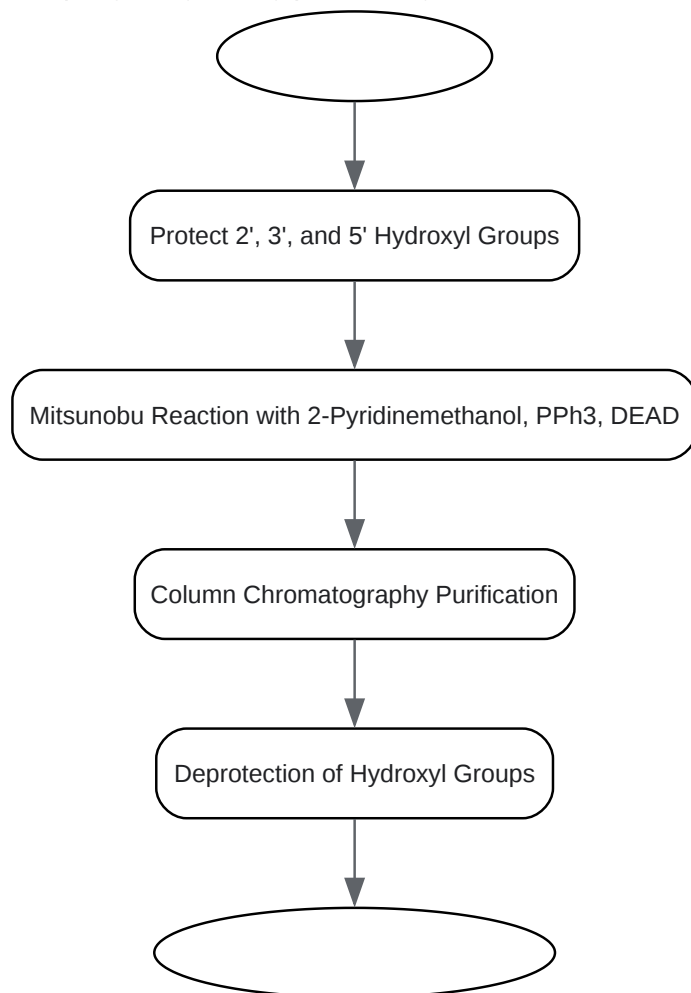 Protect 2', 3', and 5' Hydroxyl Groups
Mitsunobu Reaction with 2-Pyridinemethanol, PPh3, DEAD
Column Chromatography Purification
Deprotection of Hydroxyl Groups